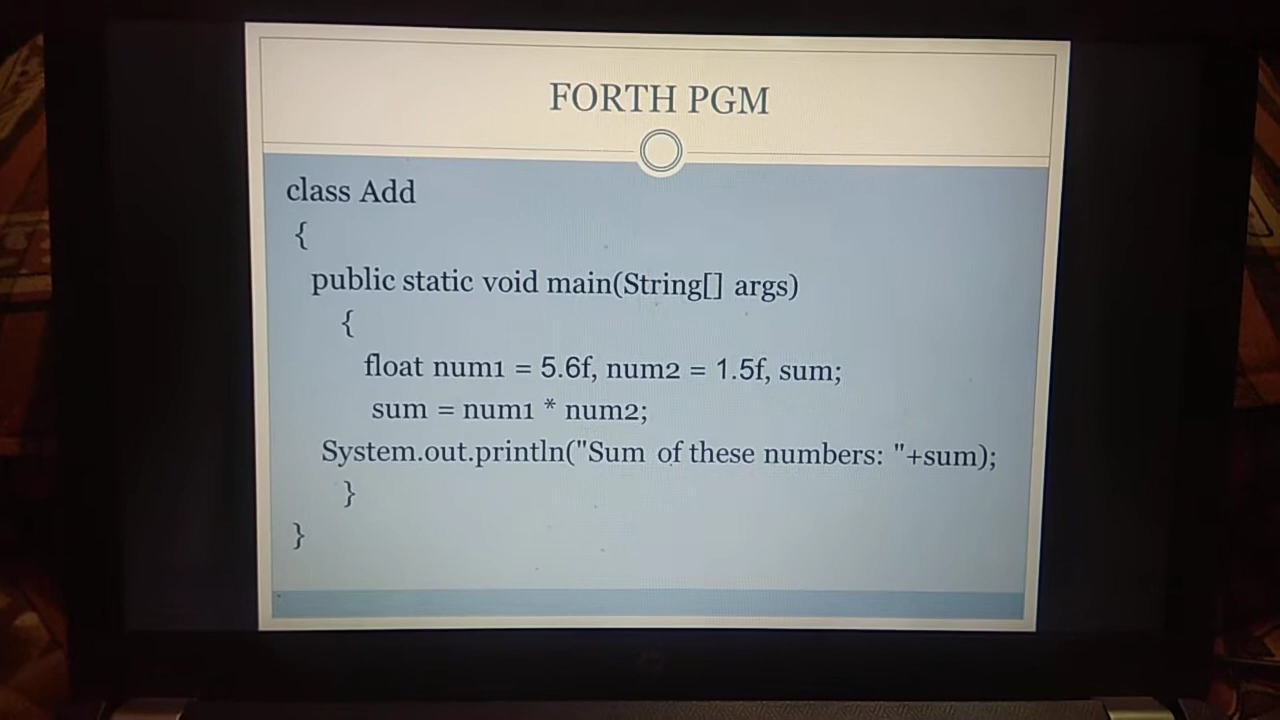 FORTH PGM
class Add
{
public static void main(String[] args)
{
float num1 = 5.6f, num2 = 1.5f, sum;
sum = num1 * num2;
System.out.println("Sum of these numbers: "+sum);
}
}